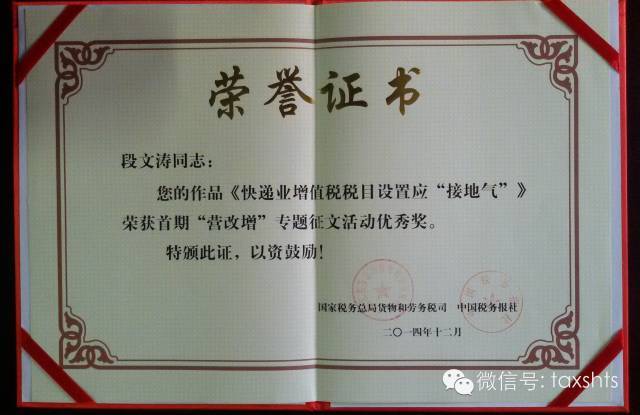 荣誉证书
段文涛同志：
您的作品《快递业增值税税目设置应“接地气”》
荣获首期“营改增”专题征文活动优秀奖。
特颁此证，以资鼓励！
国家税务总局货物和劳务税司 中国税务报社
二〇一四年十二月
微信号: taxshts